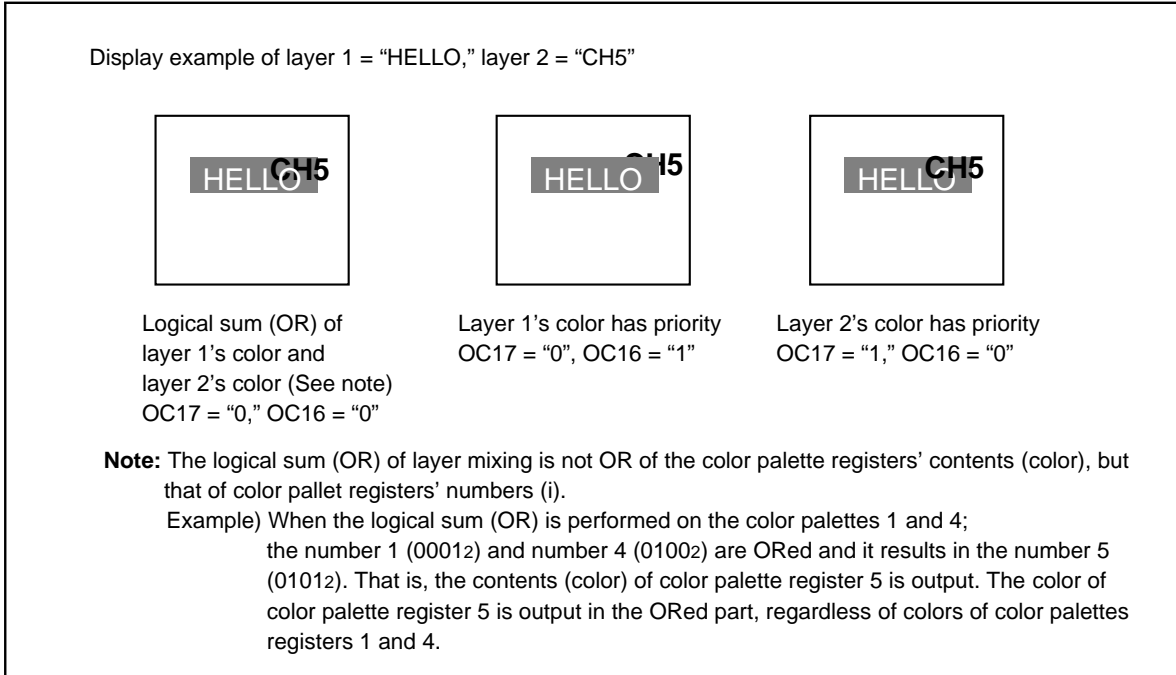 Display example of layer 1 = “HELLO,” layer 2 = “CH5”
HELLO CH5
HELLO CH5
HELLO CH5
Logical sum (OR) of
layer 1’s color and
layer 2’s color (See note)
OC17 = “0,” OC16 = “0”
Layer 1’s color has priority
OC17 = “0”, OC16 = “1”
Layer 2’s color has priority
OC17 = “1,” OC16 = “0”
Note: The logical sum (OR) of layer mixing is not OR of the color palette registers’ contents (color), but
that of color pallet registers’ numbers (i).
Example) When the logical sum (OR) is performed on the color palettes 1 and 4;
the number 1 (00012) and number 4 (01002) are ORed and it results in the number 5
(01012). That is, the contents (color) of color palette register 5 is output. The color of
color palette register 5 is output in the ORed part, regardless of colors of color palettes
registers 1 and 4.